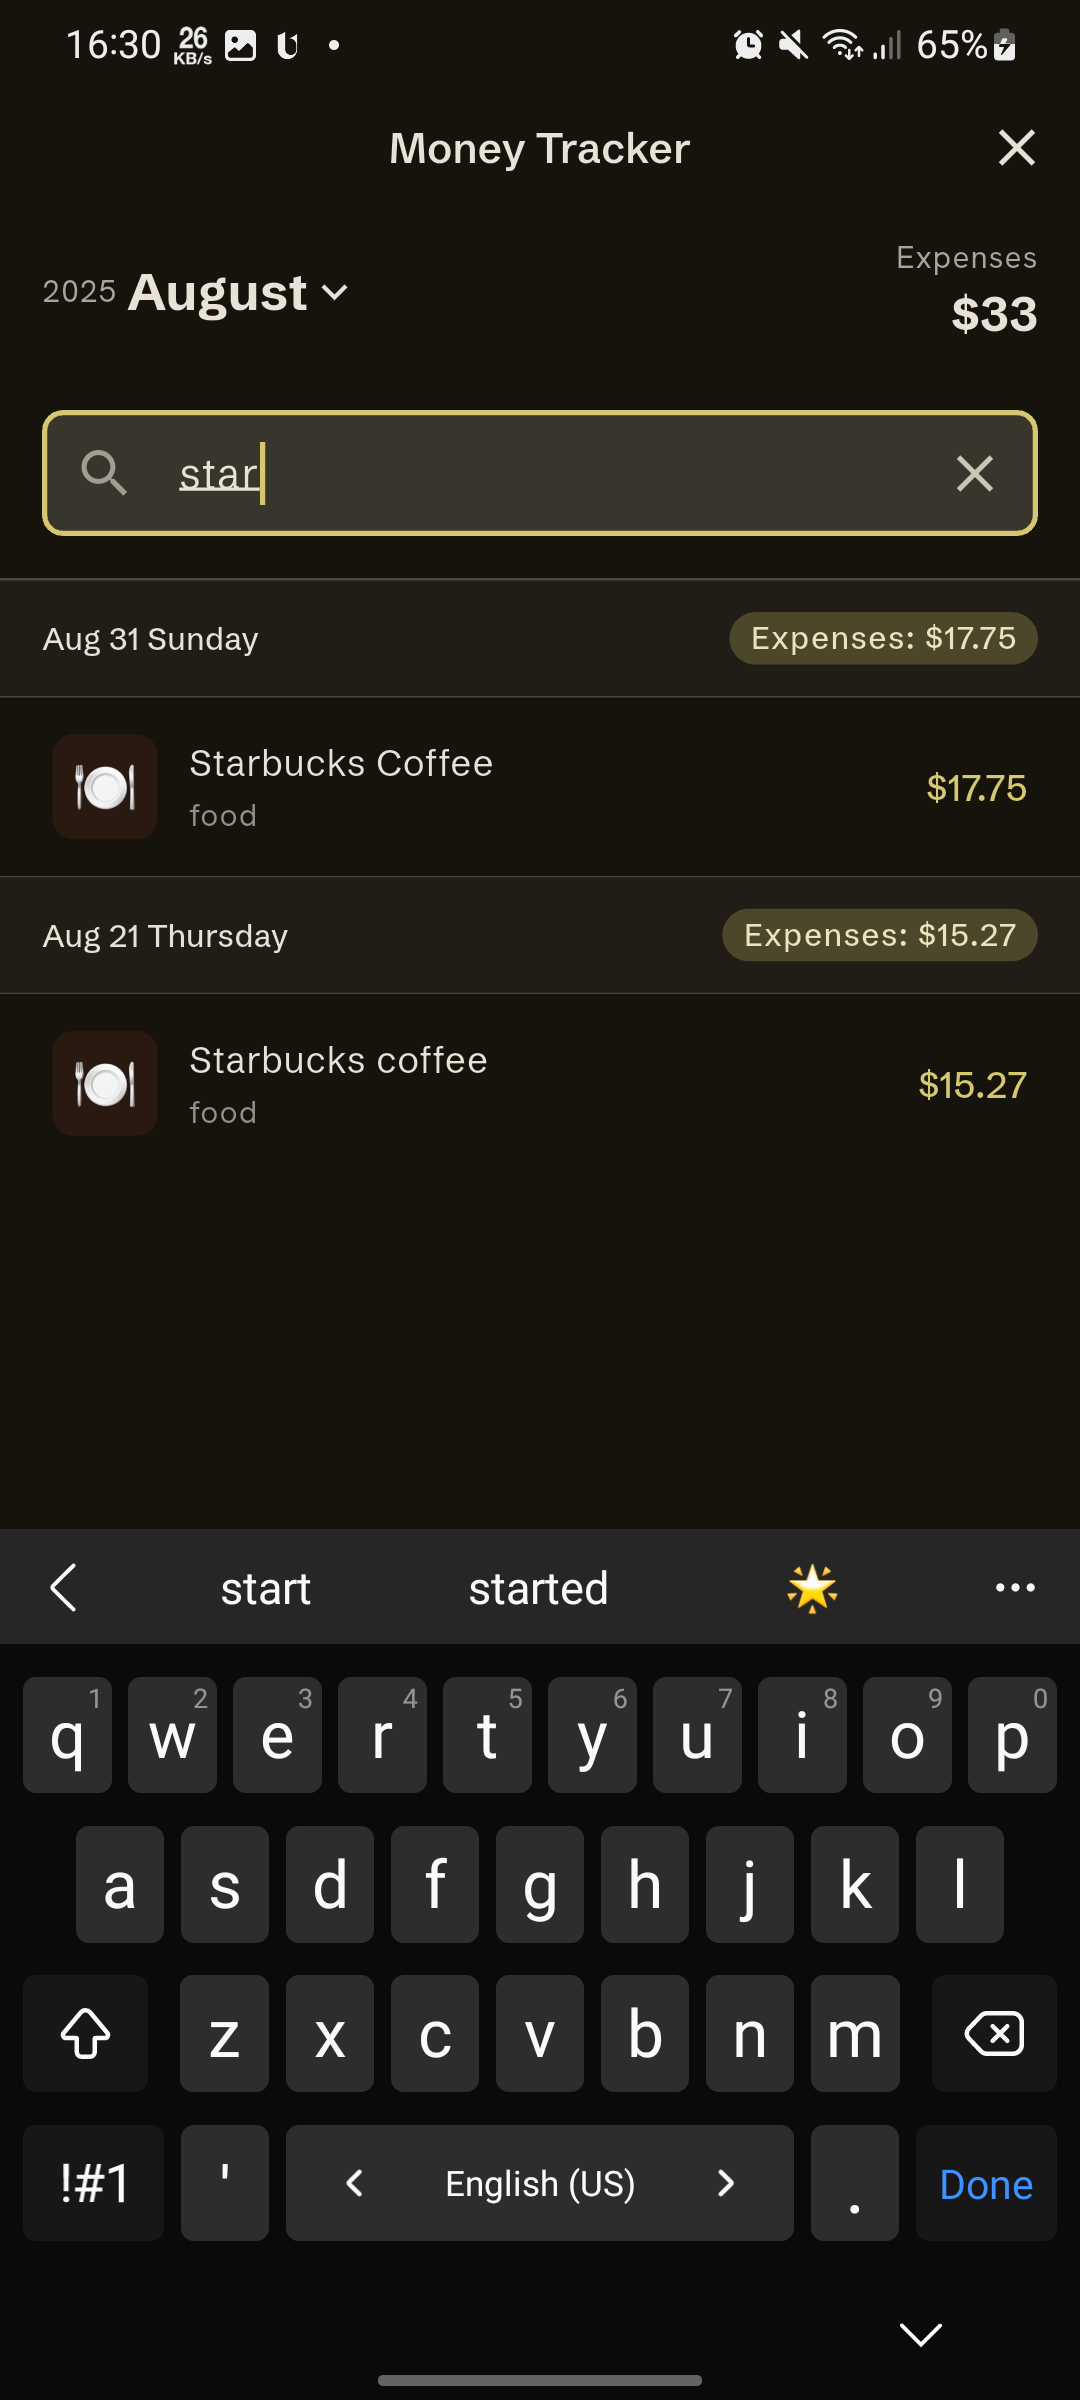 16:30 26 KB/s 65%
Money Tracker
Expenses
2025 August $33
star
Aug 31 Sunday Expenses: $17.75
Starbucks Coffee
food
$17.75
Aug 21 Thursday Expenses: $15.27
Starbucks coffee
food
$15.27
start started 🌟 ...
1 2 3 4 5 6 7 8 9 0
q w e r t y u i o p
a s d f g h j k l
z x c v b n m
!#1 ' < English (US) > . Done